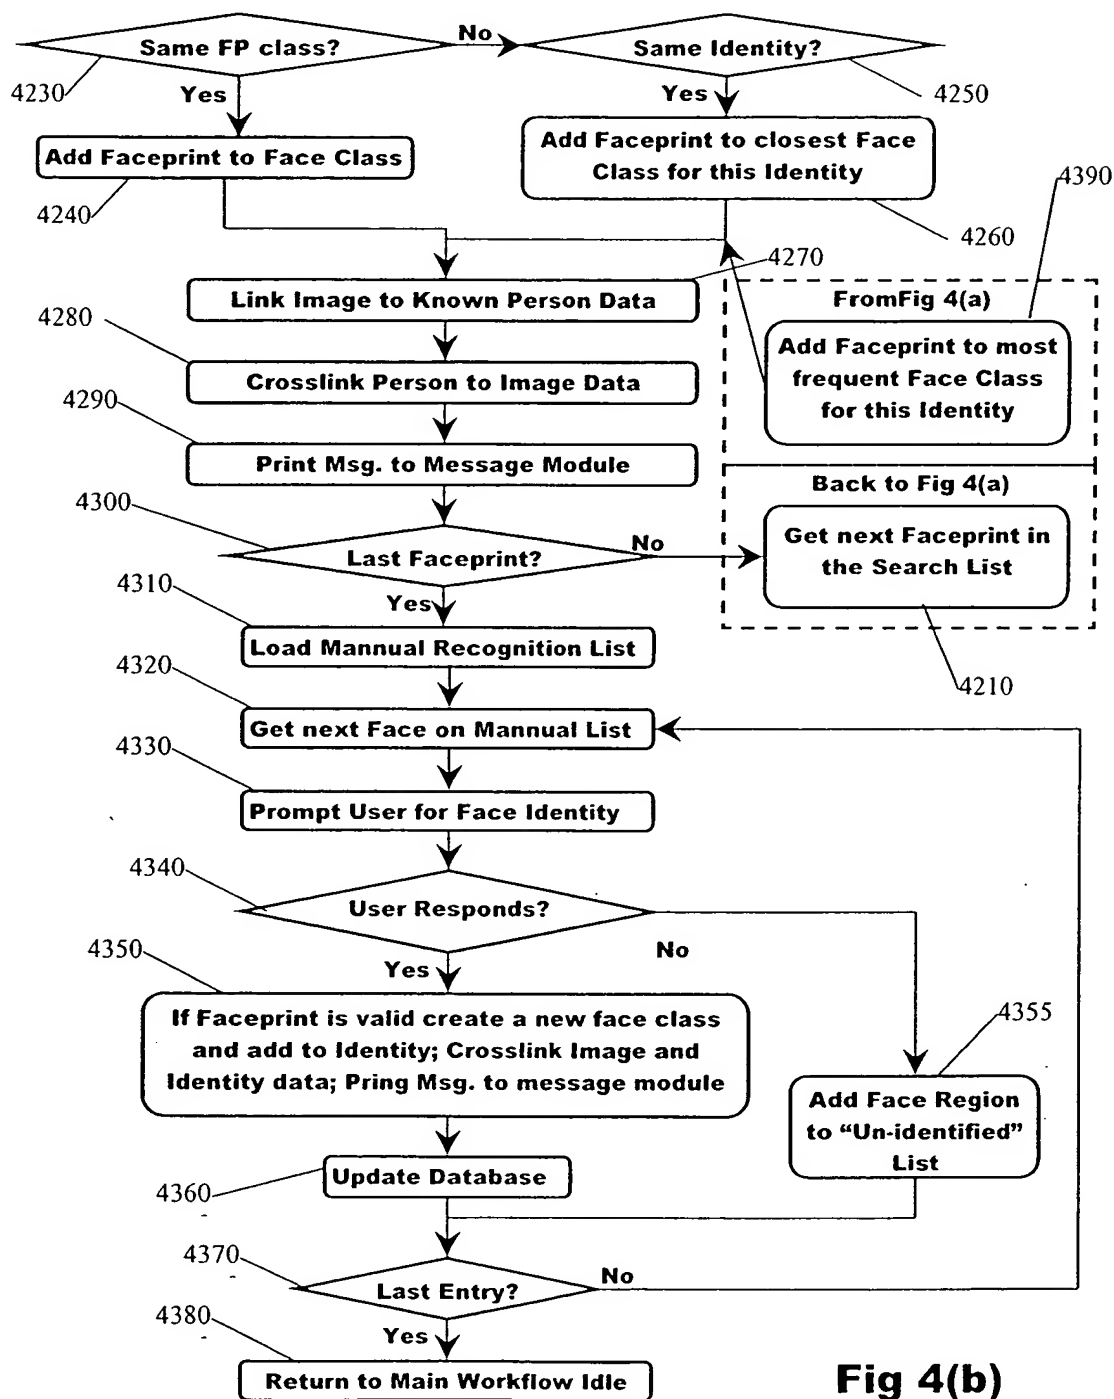 Same FP class?
No
Same Identity?
4230
Yes
Yes
4250
Add Faceprint to Face Class
Add Faceprint to closest Face
Class for this Identity
4240
4260
4390
4270
Link Image to Known Person Data
FromFig 4(a)
4280
Add Faceprint to most
frequent Face Class
for this Identity
Crosslink Person to Image Data
4290
Print Msg. to Message Module
Back to Fig 4(a)
4300
Last Faceprint?
No
Get next Faceprint in
the Search List
4310
Yes
Load Mannual Recognition List
4210
4320
Get next Face on Mannual List
4330
Prompt User for Face Identity
4340
User Responds?
No
4350
Yes
If Faceprint is valid create a new face class
and add to Identity; Crosslink Image and
Identity data; Pring Msg. to message module
4355
Add Face Region
to “Un-identified”
List
Update Database
4360
4370
Last Entry?
No
4380
Yes
Return to Main Workflow Idle
Fig 4(b)